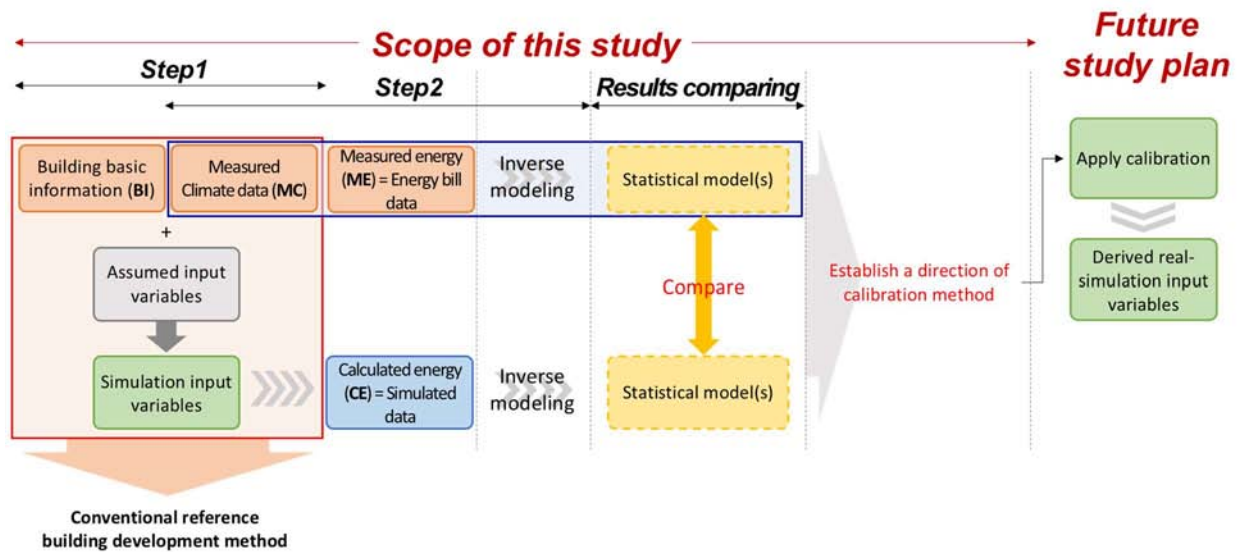 Scope of this study
Future
study plan
Step1
Step2
Results comparing
Building basic
information (BI)
Measured
Climate data (MC)
Measured energy
(ME) = Energy bill
data
Inverse
modeling
Statistical model(s)
Apply calibration
+
Assumed input
variables
Compare
Establish a direction of
calibration method
Derived real-
simulation input
variables
Simulation input
variables
Calculated energy
(CE) = Simulated
data
Inverse
modeling
Statistical model(s)
Conventional reference
building development method